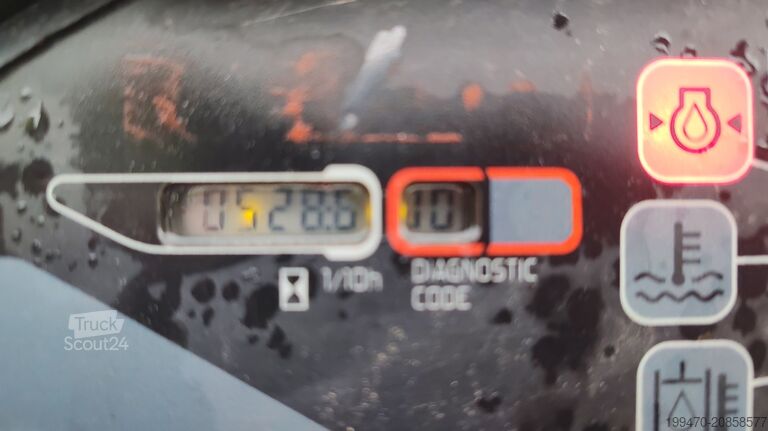 0528.6 10
1/10h DIAGNOSTIC
CODE
Truck
Scout24
199470-20858577